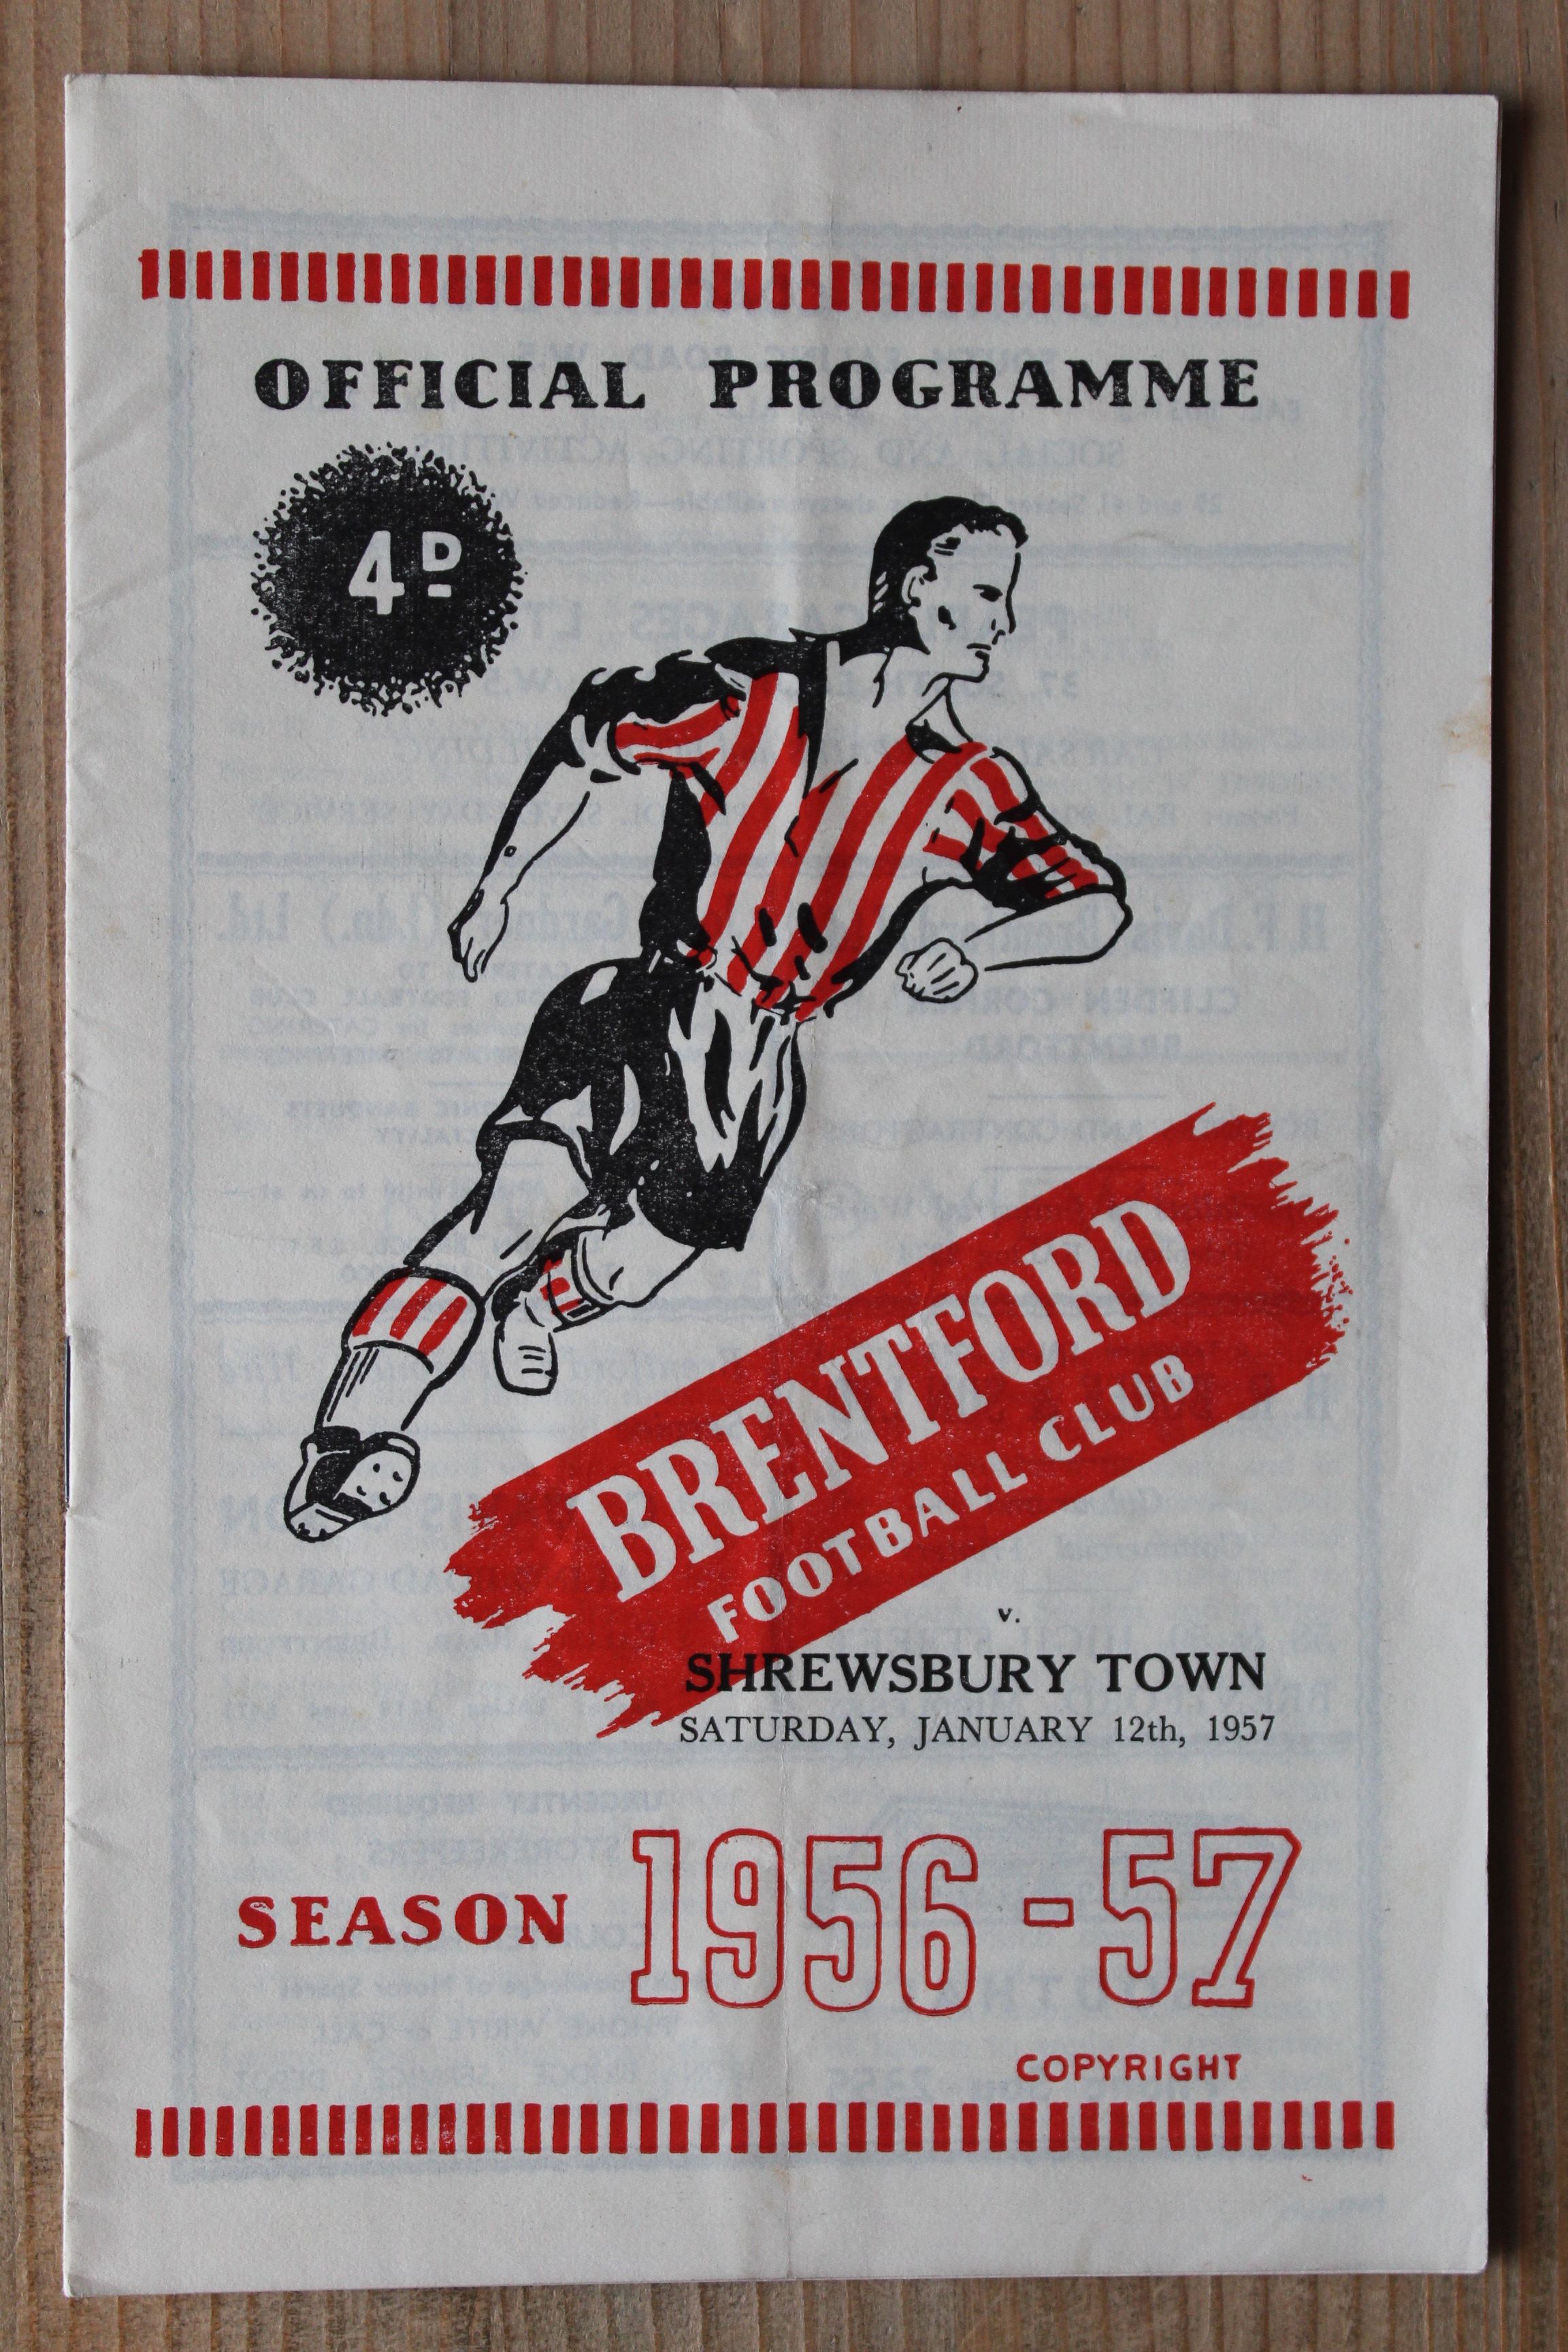 OFFICIAL PROGRAMME
4D
BRENTFORD
FOOTBALL CLUB
v.
SHREWSBURY TOWN
SATURDAY, JANUARY 12th, 1957
SEASON 1956-57
COPYRIGHT